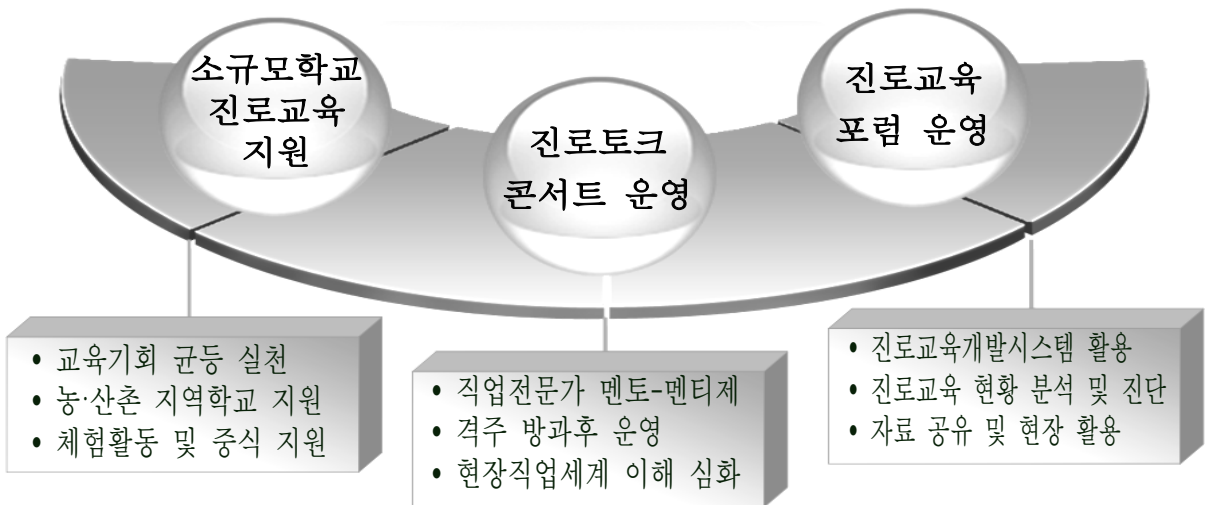 소규모학교
진로교육
지원
진로토크
콘서트 운영
진로교육
포럼 운영
• 교육기회 균등 실천
• 농·산촌 지역학교 지원
• 체험활동 및 중식 지원
• 직업전문가 멘토-멘티제
• 격주 방과후 운영
• 현장직업세계 이해 심화
• 진로교육개발시스템 활용
• 진로교육 현황 분석 및 진단
• 자료 공유 및 현장 활용